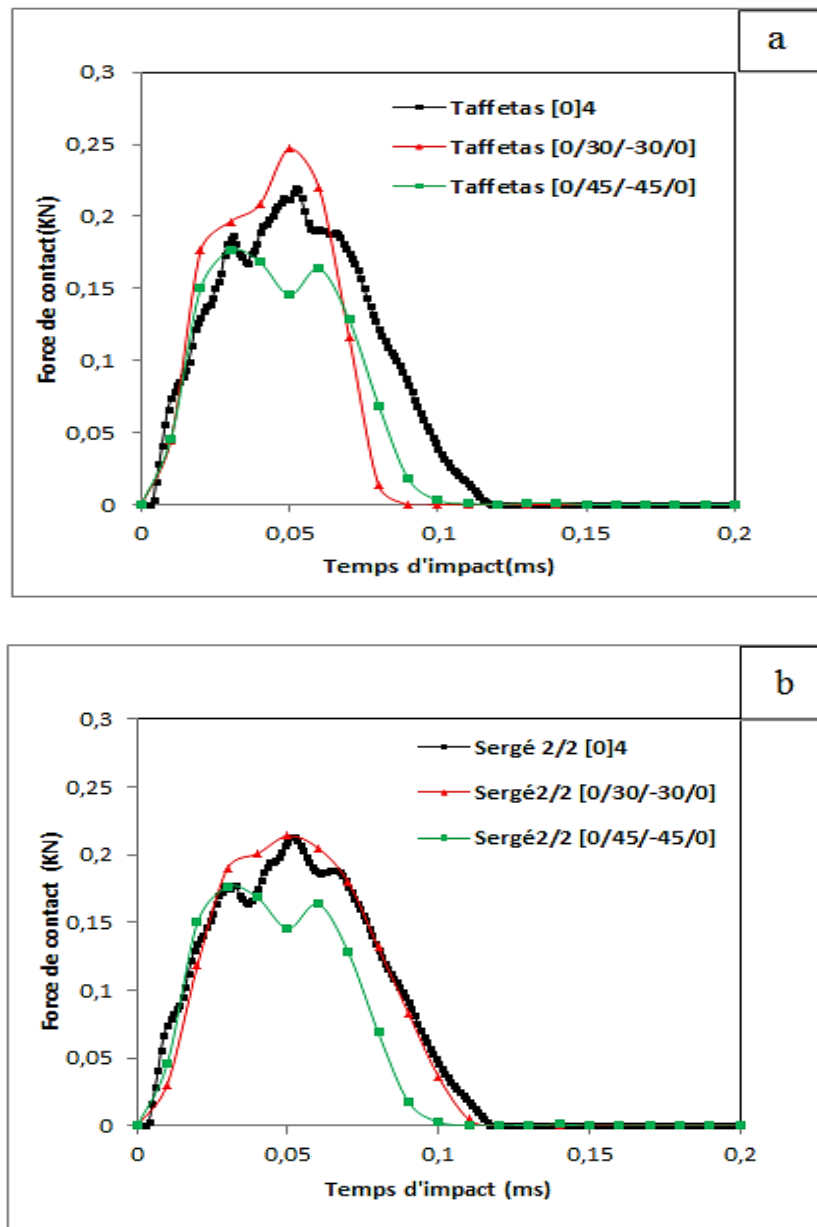 a
0,3
0,25
0,2
0,15
0,1
0,05
0
Force de contact(KN)
Taffetas [0]4
Taffetas [0/30/-30/0]
Taffetas [0/45/-45/0]
0
0,05
0,1
0,15
0,2
Temps d'impact(ms)
b
0,3
0,25
0,2
0,15
0,1
0,05
0
Force de contact (KN)
Sergé 2/2 [0]4
Sergé2/2 [0/30/-30/0]
Sergé2/2 [0/45/-45/0]
0
0,05
0,1
0,15
0,2
Temps d'impact (ms)